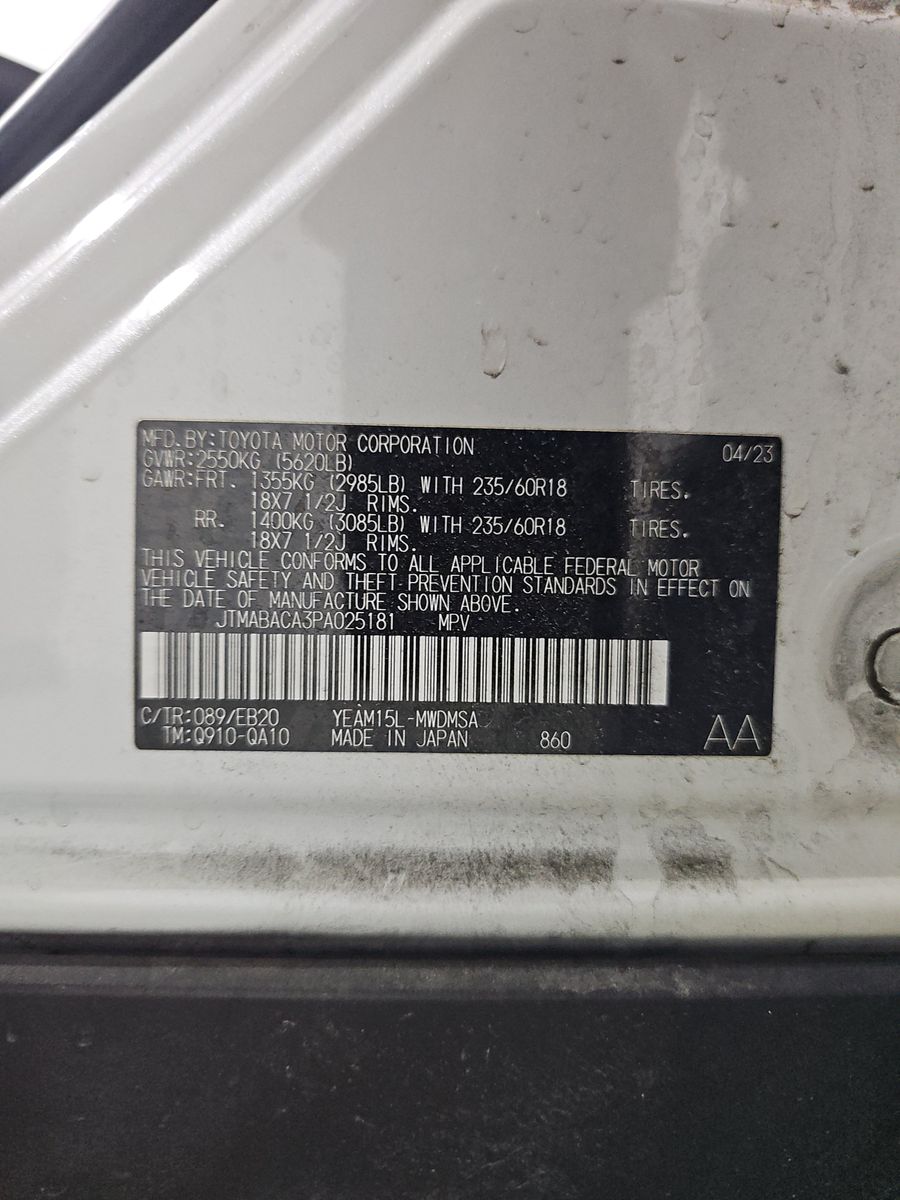 MFD. BY: TOYOTA MOTOR CORPORATION 04/23
GVWR: 2550KG (5620LB)
GAWR: FRT. 1355KG (2985LB) WITH 235/60R18 TIRES.
18X7 1/2J RIMS.
RR. 1400KG (3085LB) WITH 235/60R18 TIRES.
18X7 1/2J RIMS.
THIS VEHICLE CONFORMS TO ALL APPLICABLE FEDERAL MOTOR
VEHICLE SAFETY AND THEFT PREVENTION STANDARDS IN EFFECT ON
THE DATE OF MANUFACTURE SHOWN ABOVE.
JTMABACA3PA025181 MPV
C/TR: 089/EB20 YEAM15L-MWDMSA
TM: Q910-QA10 MADE IN JAPAN 860 AA